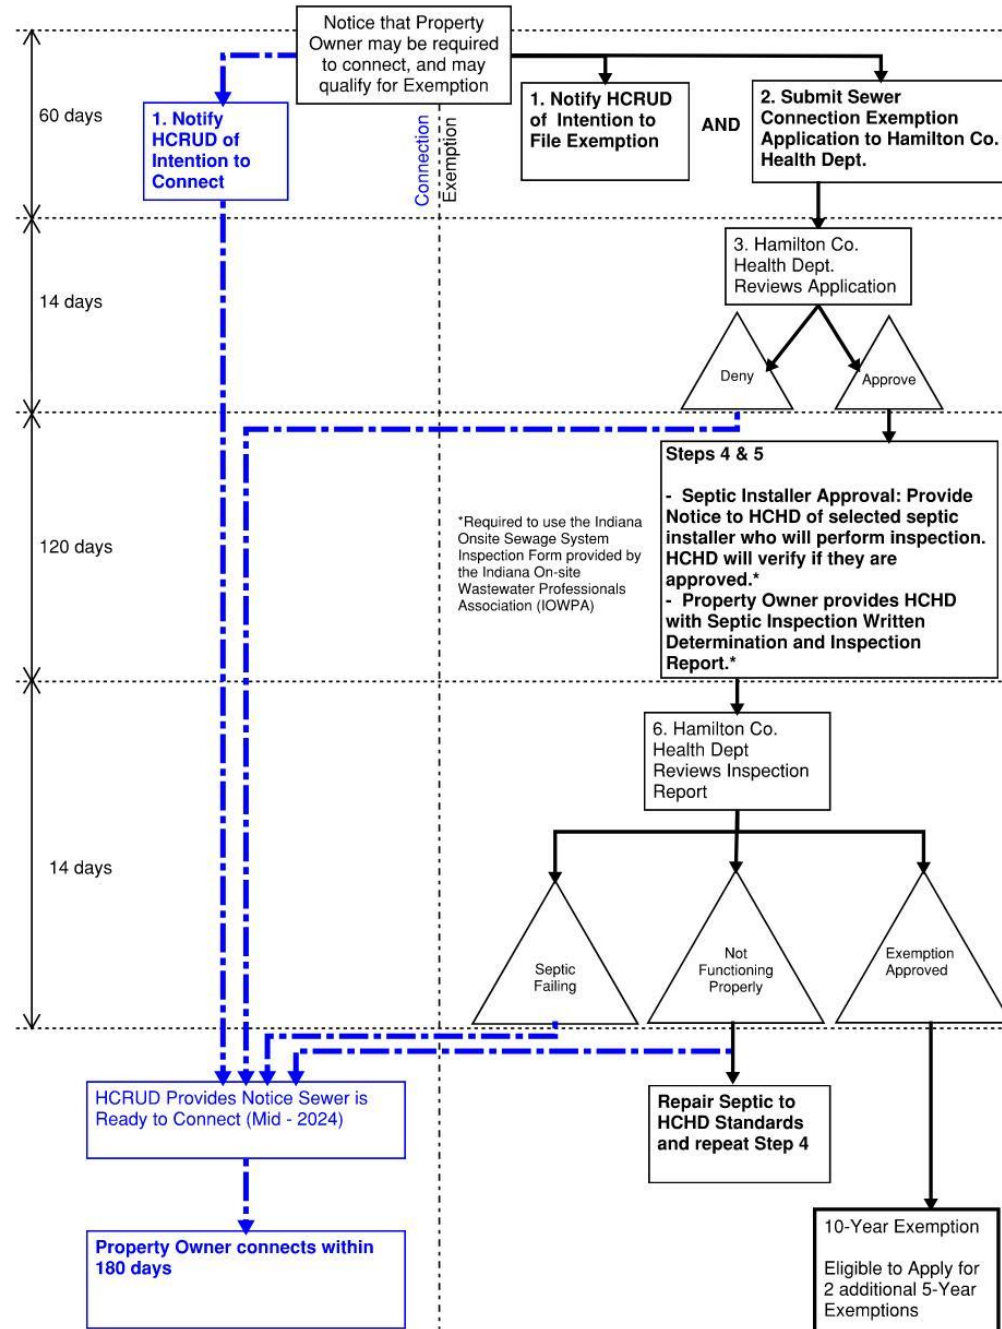 Notice that Property
Owner may be required
to connect, and may
qualify for Exemption
60 days
1. Notify
HCRUD of
Intention to
Connect
Connection
Exemption
1. Notify HCRUD
of Intention to
File Exemption
AND
2. Submit Sewer
Connection Exemption
Application to Hamilton Co.
Health Dept.
14 days
3. Hamilton Co.
Health Dept.
Reviews Application
Deny
Approve
120 days
*Required to use the Indiana
Onsite Sewage System
Inspection Form provided by
the Indiana On-site
Wastewater Professionals
Association (IOWPA)
Steps 4 & 5
- Septic Installer Approval: Provide
Notice to HCHD of selected septic
installer who will perform inspection.
HCHD will verify if they are
approved.*
- Property Owner provides HCHD
with Septic Inspection Written
Determination and Inspection
Report.*
14 days
6. Hamilton Co.
Health Dept
Reviews Inspection
Report
Septic
Failing
Not
Functioning
Properly
Exemption
Approved
HCRUD Provides Notice Sewer is
Ready to Connect (Mid - 2024)
Repair Septic to
HCHD Standards
and repeat Step 4
Property Owner connects within
180 days
10-Year Exemption
Eligible to Apply for
2 additional 5-Year
Exemptions